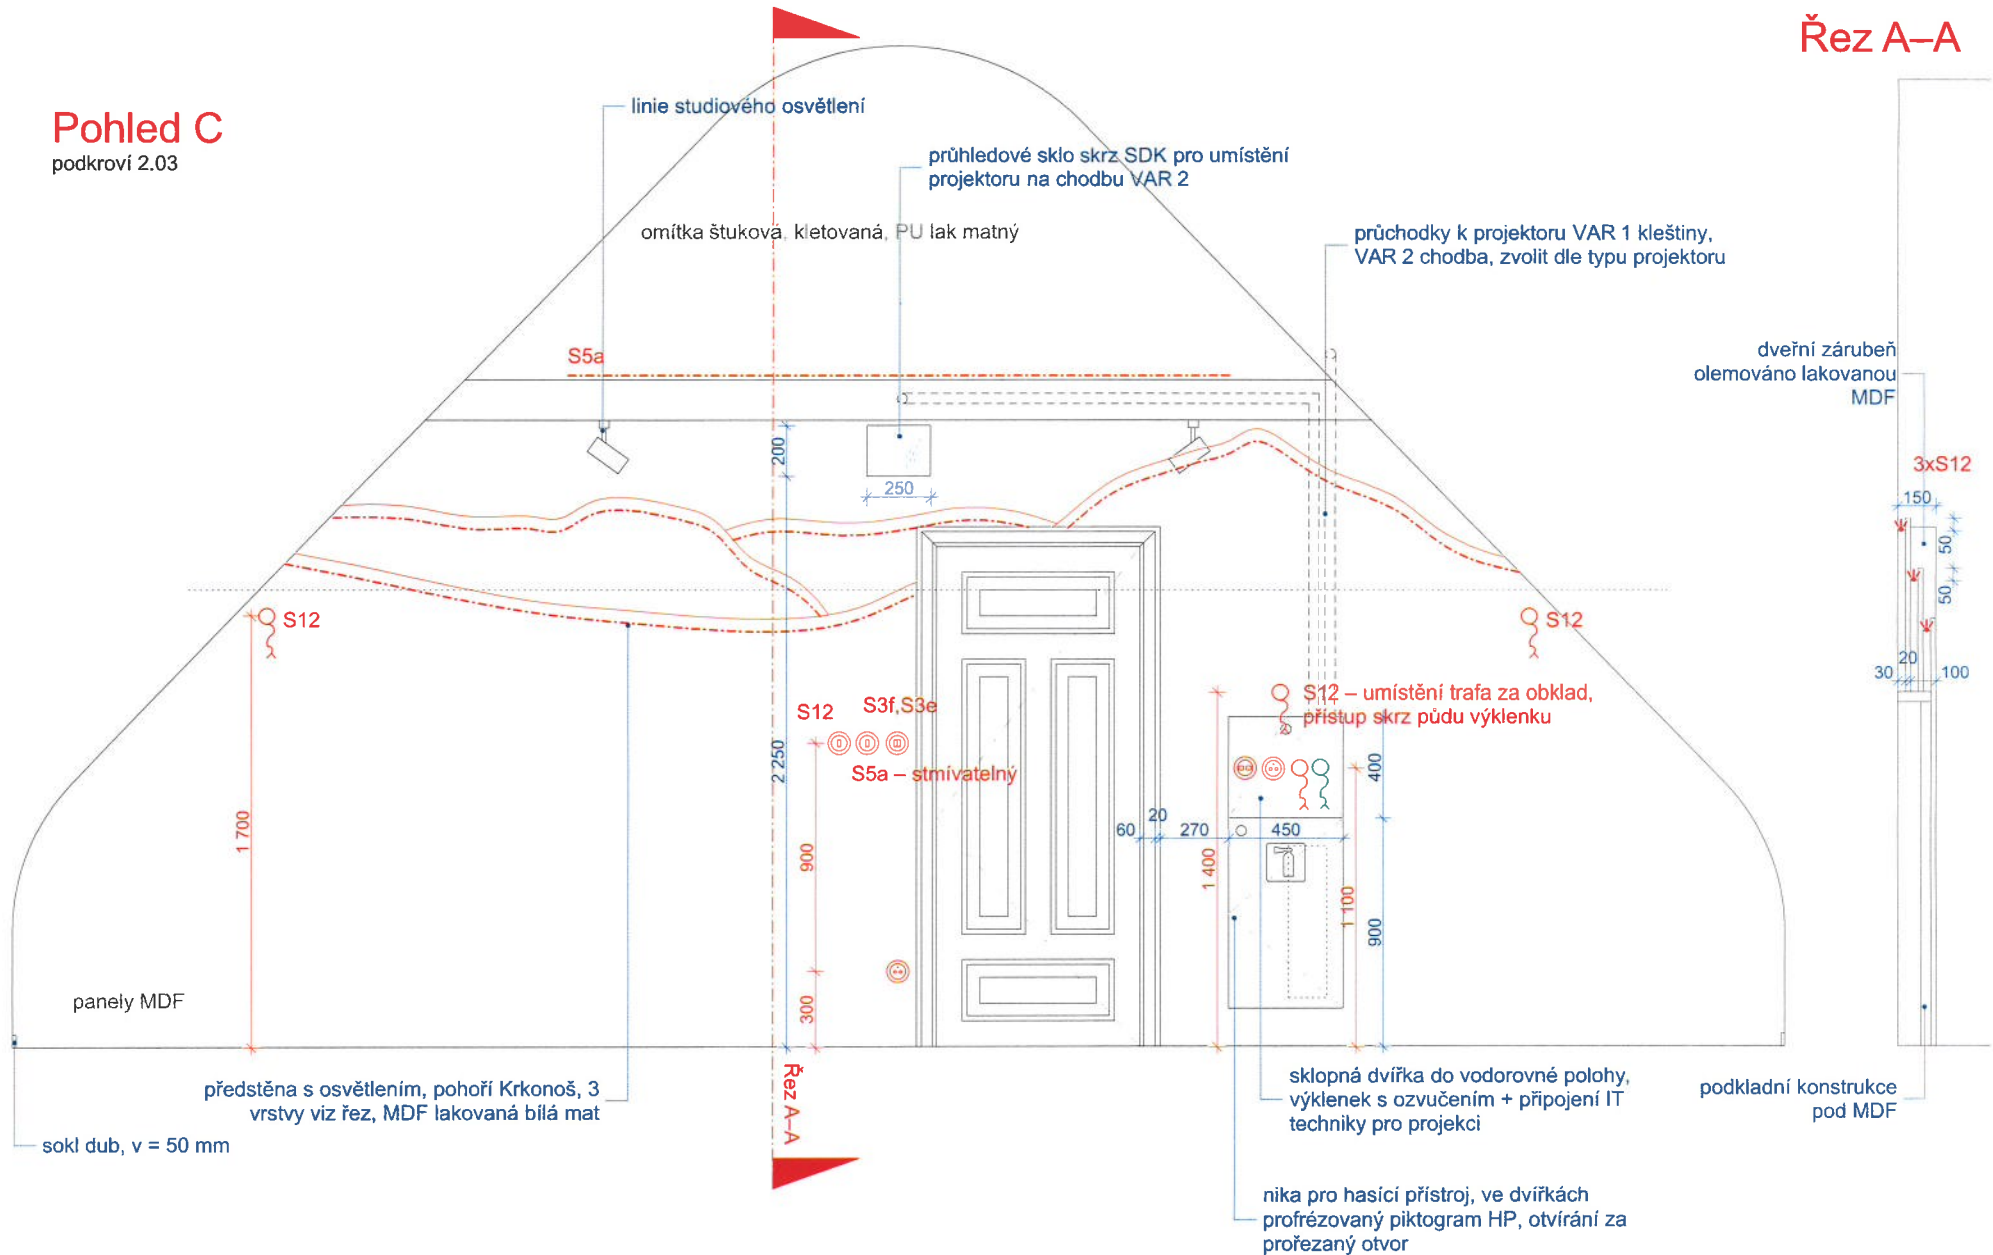 Řez A–A
Pohled C
podkroví 2.03
linie studiového osvětlení
průhledové sklo skrz SDK pro umístění
projektoru na chodbu VAR 2
omítka štuková, kletovaná, PU lak matný
průchodky k projektoru VAR 1 kleštiny,
VAR 2 chodba, zvolit dle typu projektoru
S5a
dveřní zárubeň
olemováno lakovanou
MDF
200
250
3xS12
150
50
50
20
30
100
S12
S12
S12
S3f,S3e
S5a – stmívatelný
S12 – umístění trafa za obklad,
přístup skrz půdu výklenku
2 250
1 700
900
300
60
20
270
450
1 400
1 100
400
900
panely MDF
předstěna s osvětlením, pohoří Krkonoš, 3
vrstvy viz řez, MDF lakovaná bílá mat
sokl dub, v = 50 mm
Řez A–A
sklopná dvířka do vodorovné polohy,
výklenek s ozvučením + připojení IT
techniky pro projekci
podkladní konstrukce
pod MDF
nika pro hasící přístroj, ve dvířkách
profrézovaný piktogram HP, otvírání za
prořezaný otvor